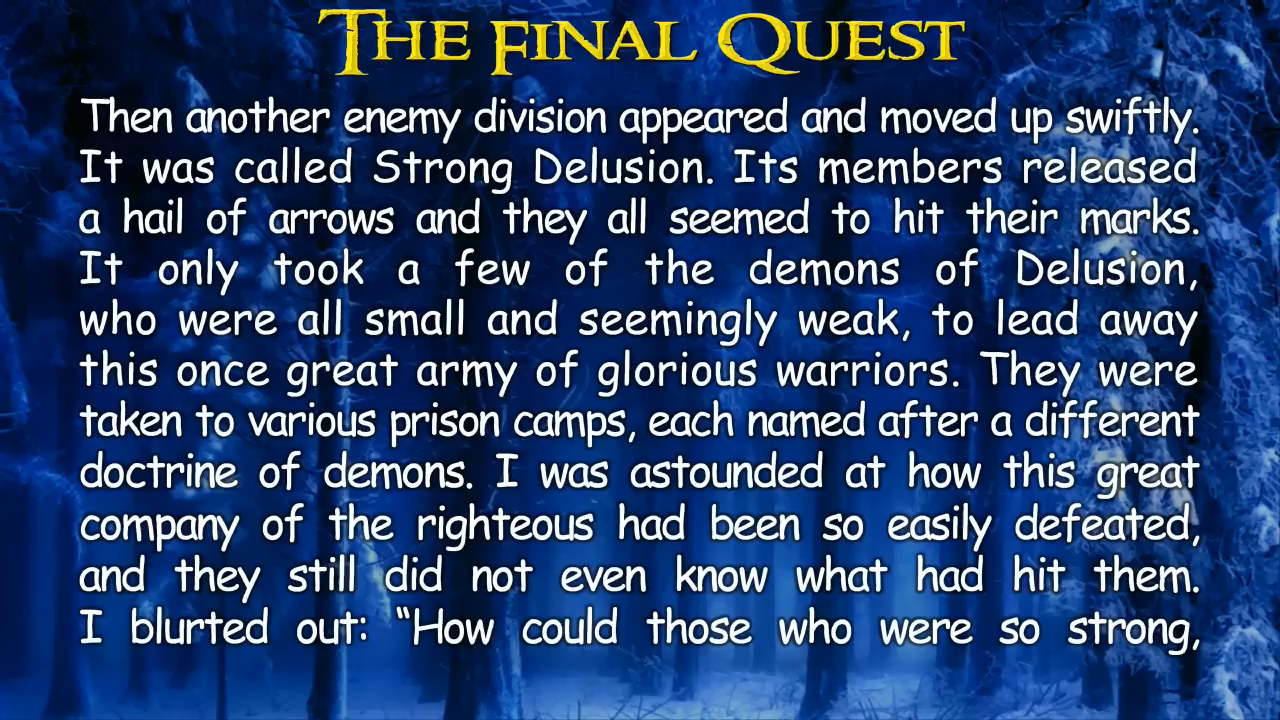 The Final Quest
Then another enemy division appeared and moved up swiftly.
It was called Strong Delusion. Its members released
a hail of arrows and they all seemed to hit their marks.
It only took a few of the demons of Delusion,
who were all small and seemingly weak, to lead away
this once great army of glorious warriors. They were
taken to various prison camps, each named after a different
doctrine of demons. I was astounded at how this great
company of the righteous had been so easily defeated,
and they still did not even know what had hit them.
I blurted out: “How could those who were so strong,